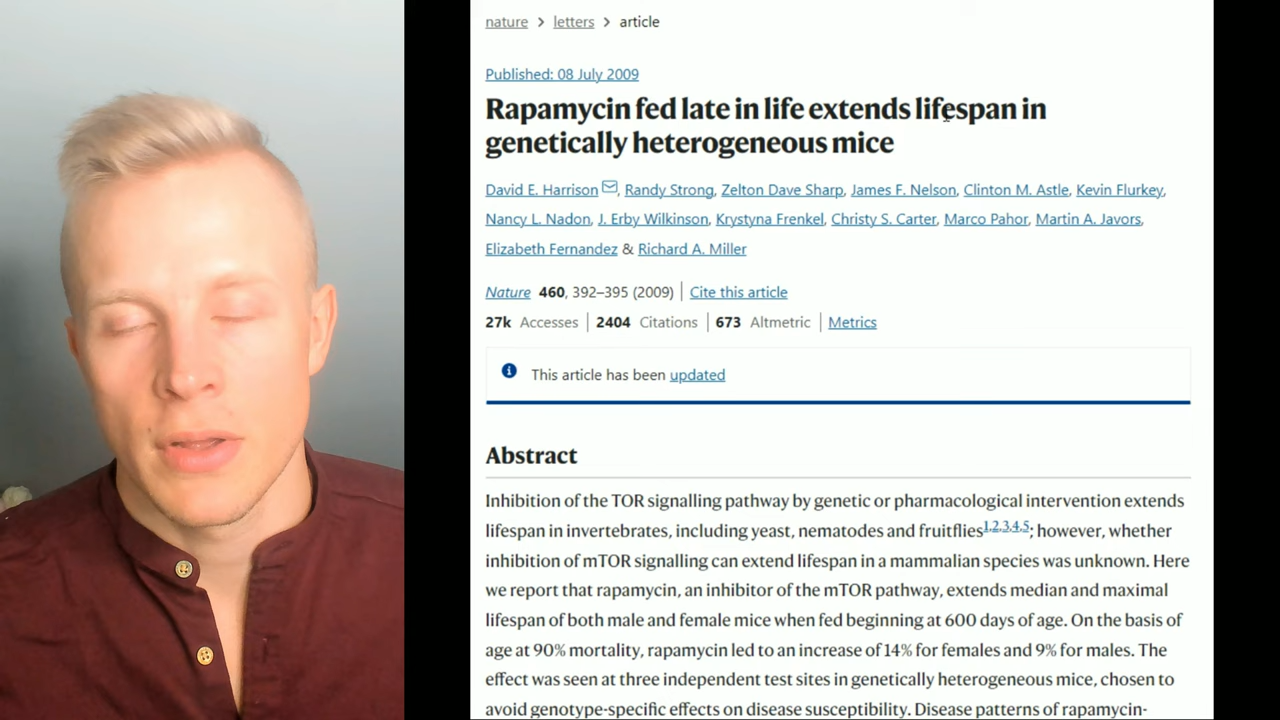 nature > letters > article
Published: 08 July 2009
Rapamycin fed late in life extends lifespan in
genetically heterogeneous mice
David E. Harrison, Randy Strong, Zelton Dave Sharp, James F. Nelson, Clinton M. Astle, Kevin Flurkey,
Nancy L. Nadon, J. Erby Wilkinson, Krystyna Frenkel, Christy S. Carter, Marco Pahor, Martin A. Javors,
Elizabeth Fernandez & Richard A. Miller
Nature 460, 392–395 (2009) | Cite this article
27k Accesses | 2404 Citations | 673 Altmetric | Metrics
This article has been updated
Abstract
Inhibition of the TOR signalling pathway by genetic or pharmacological intervention extends
lifespan in invertebrates, including yeast, nematodes and fruitflies1,2,3,4,5; however, whether
inhibition of mTOR signalling can extend lifespan in a mammalian species was unknown. Here
we report that rapamycin, an inhibitor of the mTOR pathway, extends median and maximal
lifespan of both male and female mice when fed beginning at 600 days of age. On the basis of
age at 90% mortality, rapamycin led to an increase of 14% for females and 9% for males. The
effect was seen at three independent test sites in genetically heterogeneous mice, chosen to
avoid genotype-specific effects on disease susceptibility. Disease patterns of rapamycin-